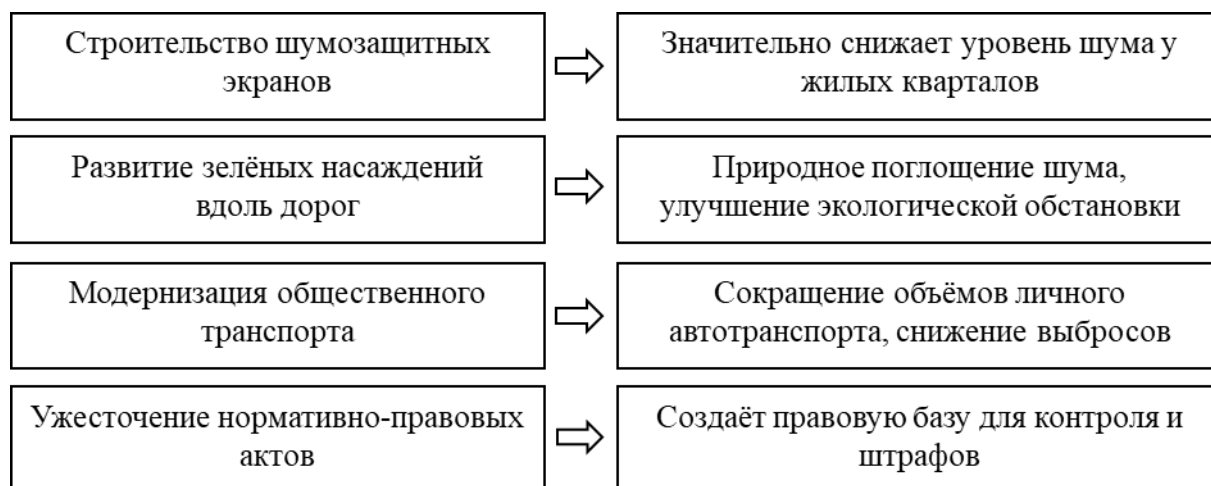 Строительство шумозащитных
экранов
Значительно снижает уровень шума у
жилых кварталов
Развитие зелёных насаждений
вдоль дорог
Природное поглощение шума,
улучшение экологической обстановки
Модернизация общественного
транспорта
Сокращение объёмов личного
автотранспорта, снижение выбросов
Ужесточение нормативно-правовых
актов
Создаёт правовую базу для контроля и
штрафов